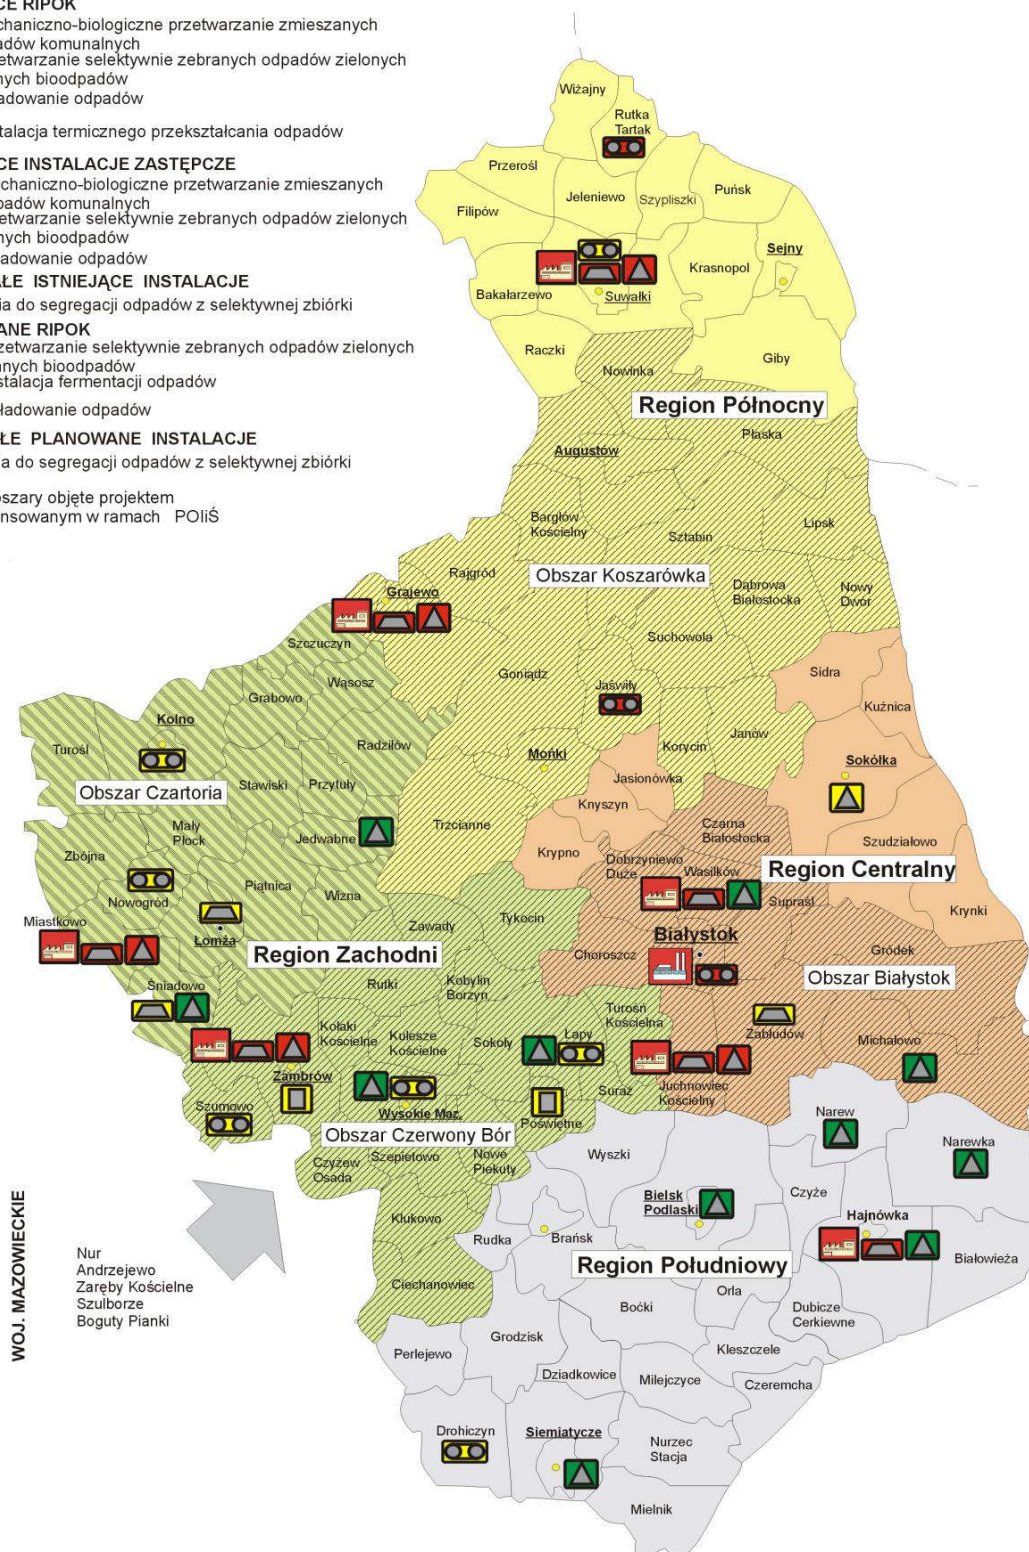 CE RIPOK
chaniczno-biologiczne przetwarzanie zmieszanych
adów komunalnych
etwarzanie selektywnie zebranych odpadów zielonych
nych bioodpadów
adowanie odpadów
talacja termicznego przekształcania odpadów
CE INSTALACJE ZASTĘPCZE
chaniczno-biologiczne przetwarzanie zmieszanych
padów komunalnych
etwarzanie selektywnie zebranych odpadów zielonych
nych bioodpadów
adowanie odpadów
AŁE ISTNIEJĄCE INSTALACJE
ia do segregacji odpadów z selektywnej zbiórki
ANE RIPOK
zetwarzanie selektywnie zebranych odpadów zielonych
anych bioodpadów
stalacja fermentacji odpadów
ładowanie odpadów
ŁE PLANOWANE INSTALACJE
a do segregacji odpadów z selektywnej zbiórki
oszary objęte projektem
nsowanym w ramach POIiŚ
Wiżajny
Rutka
Tartak
Przerośl
Jeleniewo
Szypliszki
Puńsk
Filipów
Sejny
Krasnopol
Bakałarzewo
Suwałki
Raczki
Giby
Nowinka
Region Północny
Płaska
Augustów
Bargłów
Kościelny
Sztabin
Lipsk
Rajgród
Obszar Koszarówka
Dąbrowa
Białostocka
Nowy
Dwór
Grajewo
Szczuczyn
Suchowola
Goniądz
Sidra
Wąsosz
Grabowo
Jaświły
Kuźnica
Kolno
Turośl
Radziłów
Korycin
Janów
Mońki
Sokółka
Jasionówka
Stawiski
Przytuły
Obszar Czartoria
Knyszyn
Mały
Płock
Jedwabne
Trzcianne
Czarna
Białostocka
Szudziałowo
Zbójna
Krypno
Dobrzyniewo
Duże
Wasilków
Region Centralny
Piątnica
Wizna
Nowogród
Supraśl
Krynki
Miastkowo
Łomża
Zawady
Tykocin
Białystok
Region Zachodni
Choroszcz
Gródek
Obszar Białystok
Śniadowo
Rutki
Kobylin
Borzyn
Turośń
Kościelna
Kołaki
Kościelne
Kulesze
Kościelne
Sokoły
Łapy
Zabłudów
Michałowo
Zambrów
Suraż
Juchnowiec
Kościelny
Szumowo
Wysokie Maz.
Poświętne
Narew
Obszar Czerwony Bór
Narewka
Czyżew
Osada
Szepietowo
Nowe
Piekuty
Wyszki
Czyże
Bielsk
Podlaski
Hajnówka
Klukowo
Rudka
Brańsk
Białowieża
Region Południowy
Nur
Andrzejewo
Zaręby Kościelne
Szulborze
Boguty Pianki
WOJ. MAZOWIECKIE
Ciechanowiec
Orla
Boćki
Dubicze
Cerkiewne
Grodzisk
Kleszczele
Perlejewo
Dziadkowice
Milejczyce
Czeremcha
Drohiczyn
Siemiatycze
Nurzec
Stacja
Mielnik